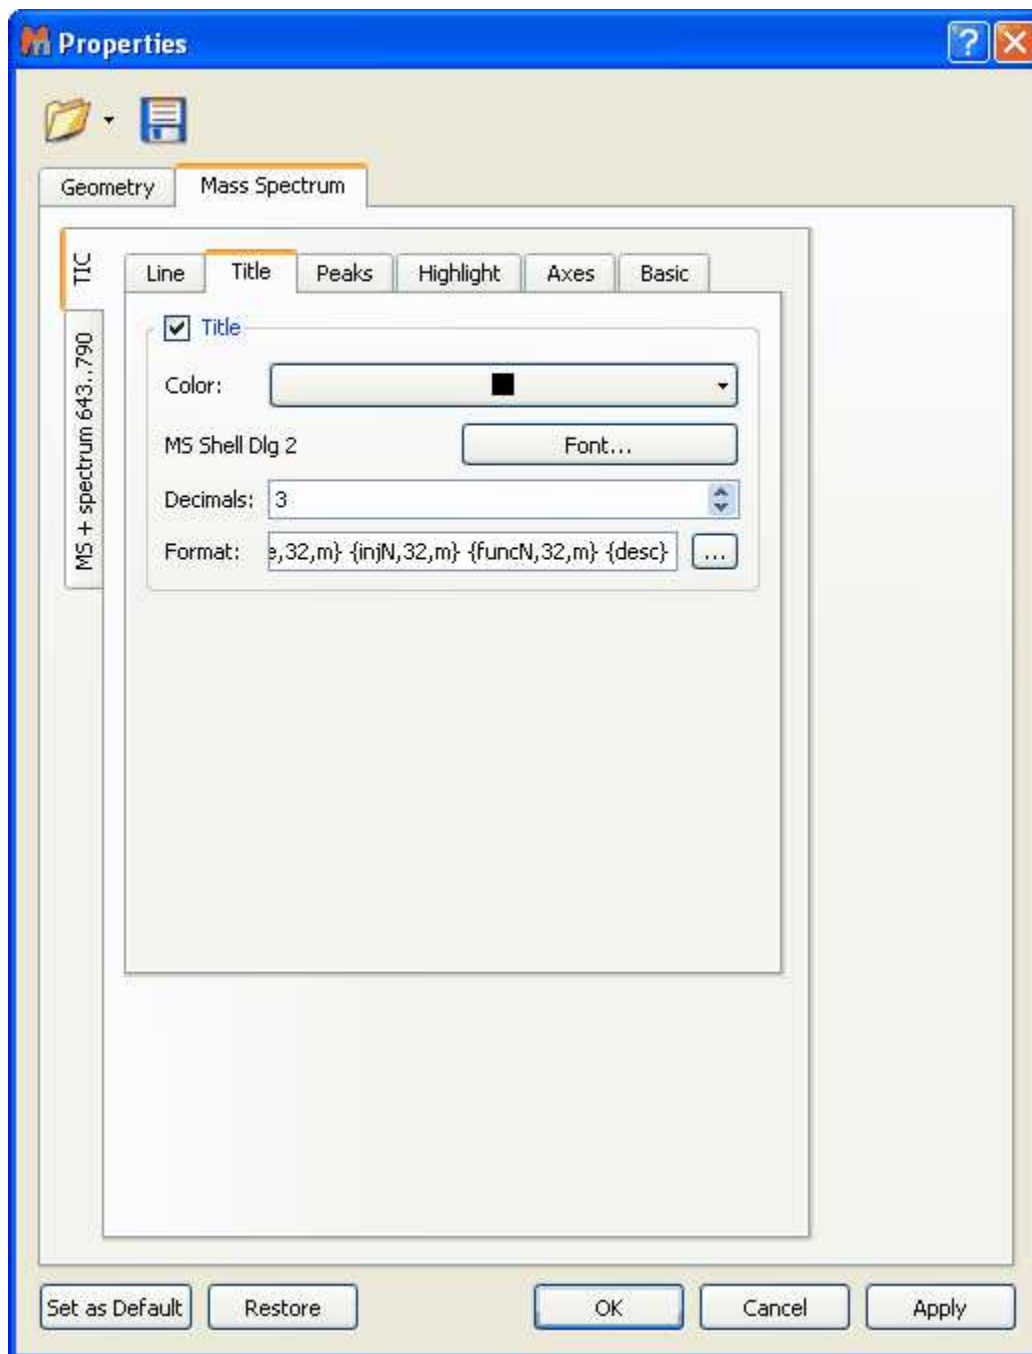 Properties
Geometry Mass Spectrum
TIC
MS + spectrum 643..790
Line Title Peaks Highlight Axes Basic
Title
Color:
MS Shell Dlg 2 Font...
Decimals: 3
Format: e,32,m} {injN,32,m} {funcN,32,m} {desc} ...
Set as Default Restore OK Cancel Apply